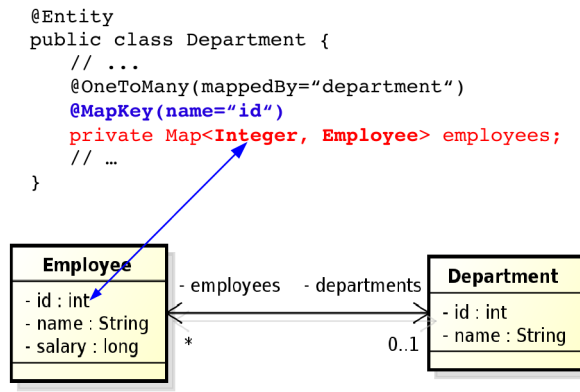 @Entity
public class Department {
// ...
@OneToMany(mappedBy=“department“)
@MapKey(name=“id“)
private Map<Integer, Employee> employees;
// …
}
Employee
- id : int
- name : String
- salary : long
- employees
- departments
*
0..1
Department
- id : int
- name : String